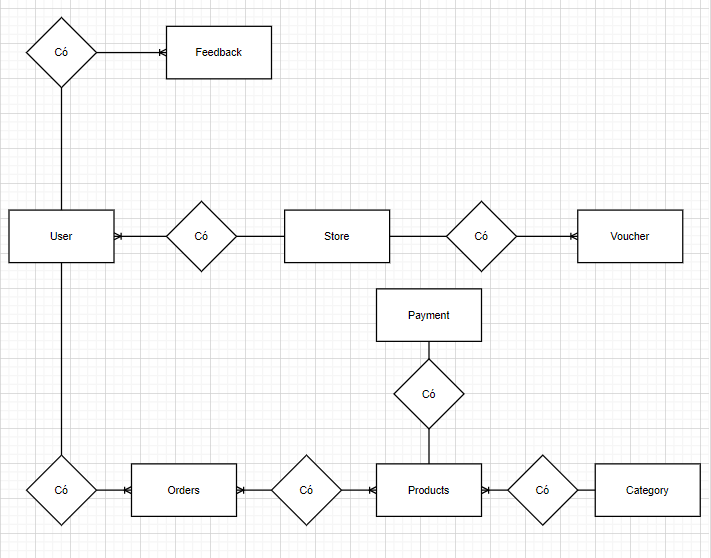 Có
Feedback
User
Có
Store
Có
Voucher
Payment
Có
Có
Orders
Có
Products
Có
Category